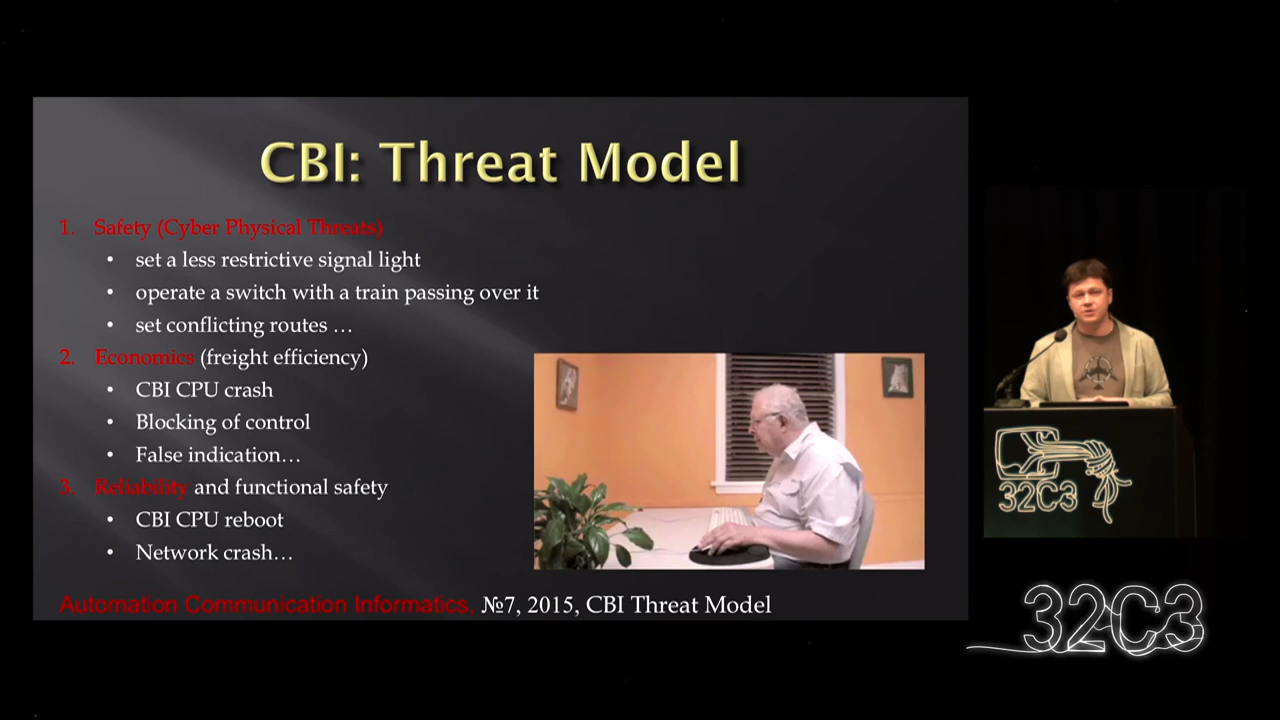 CBI: Threat Model
1. Safety (Cyber Physical Threats)
• set a less restrictive signal light
• operate a switch with a train passing over it
• set conflicting routes …
2. Economics (freight efficiency)
• CBI CPU crash
• Blocking of control
• False indication…
3. Reliability and functional safety
• CBI CPU reboot
• Network crash…
Automation Communication Informatics, №7, 2015, CBI Threat Model
32C3
32C3